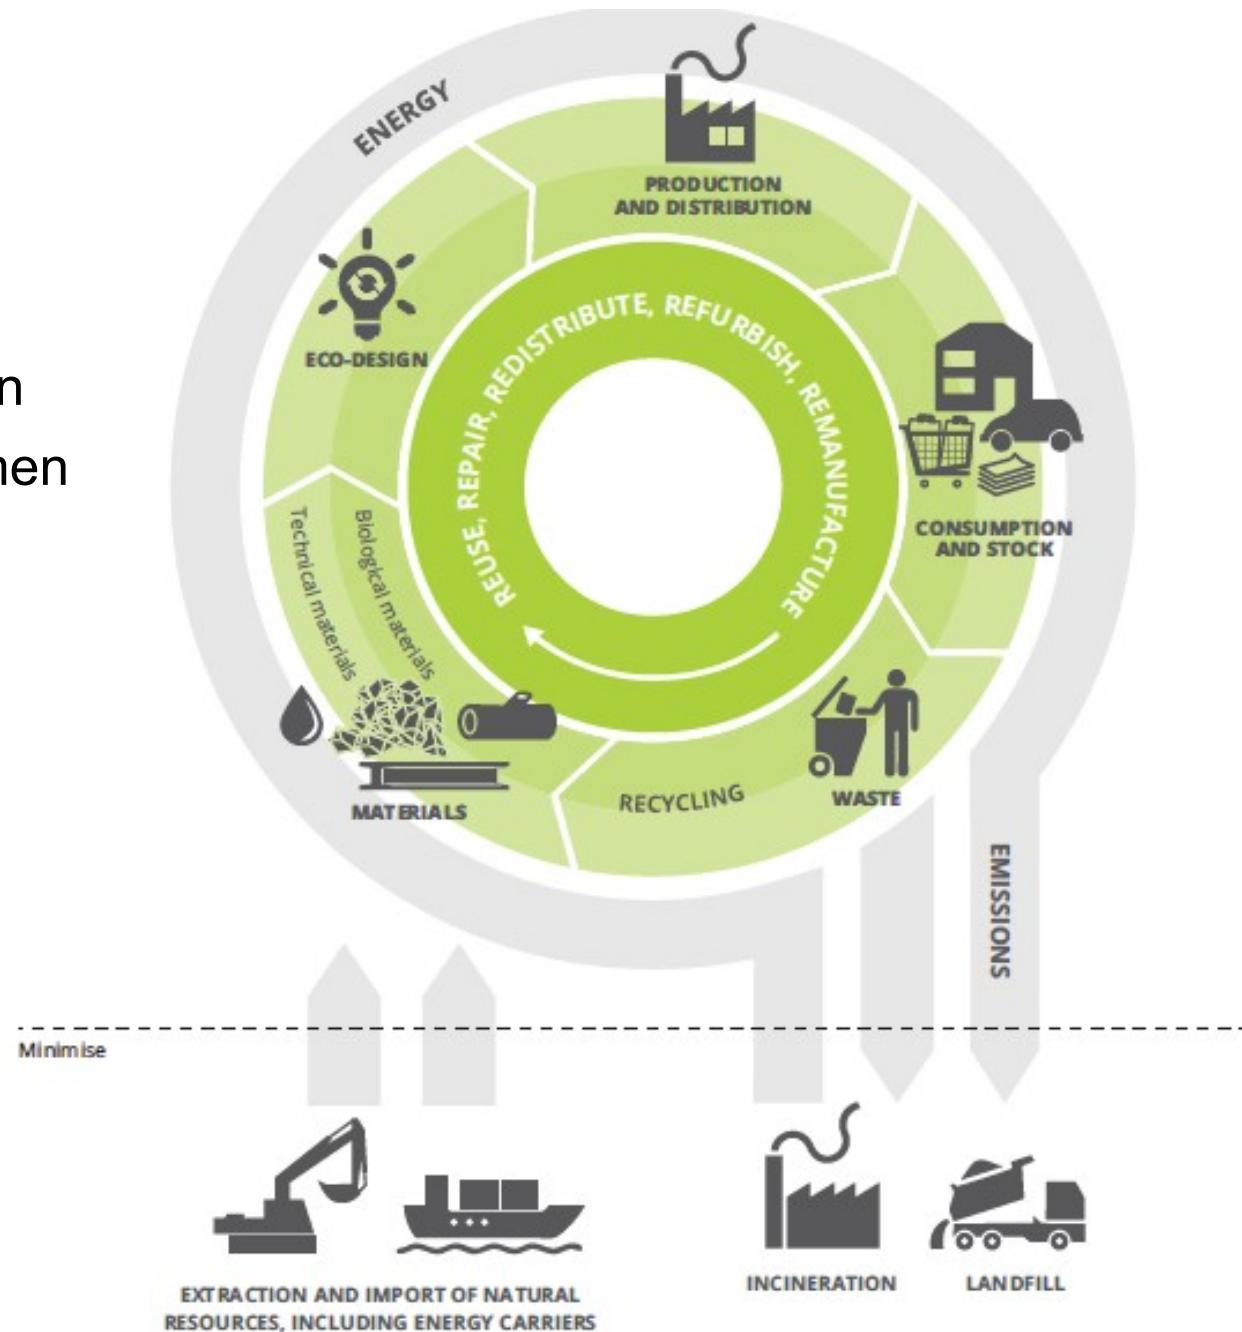 ENERGY
PRODUCTION
AND DISTRIBUTION
ECO-DESIGN
REUSE, REPAIR, REDISTRIBUTE, REFURBISH, REMANUFACTURE
n
nen
CONSUMPTION
AND STOCK
Technical materials
Biological materials
MATERIALS
RECYCLING
WASTE
EMISSIONS
Minimise
EXTRACTION AND IMPORT OF NATURAL
RESOURCES, INCLUDING ENERGY CARRIERS
INCINERATION
LANDFILL